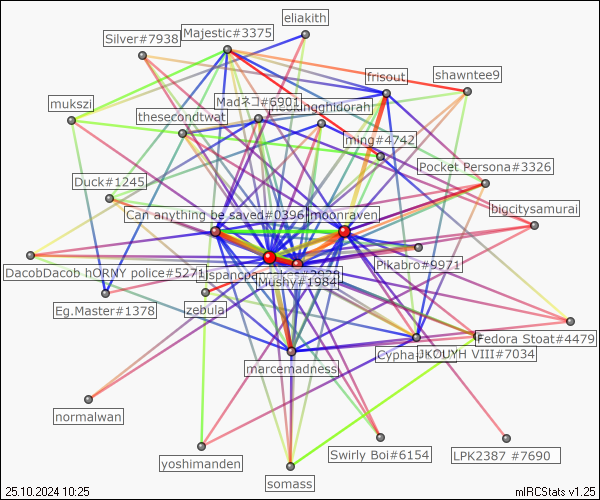 eliakith
Majestic#3375
Silver#7938
frisout
shawntee9
mukszi
Madネコ#6901
thesecondtwat
ming#4742
Pocket Persona#3326
Duck#1245
bigcitysamurai
Can anything be saved#0396
moonraven
Pikabro#9971
DacobDacob hORNY police#5271
Mushy#1984
Eg.Master#1378
zebula
Fedora Stoat#4479
JKOUYH VIII#7034
marcemadness
normalwan
Swirly Boi#6154
LPK2387 #7690
yoshimanden
somass
25.10.2024 10:25
mIRCStats v1.25